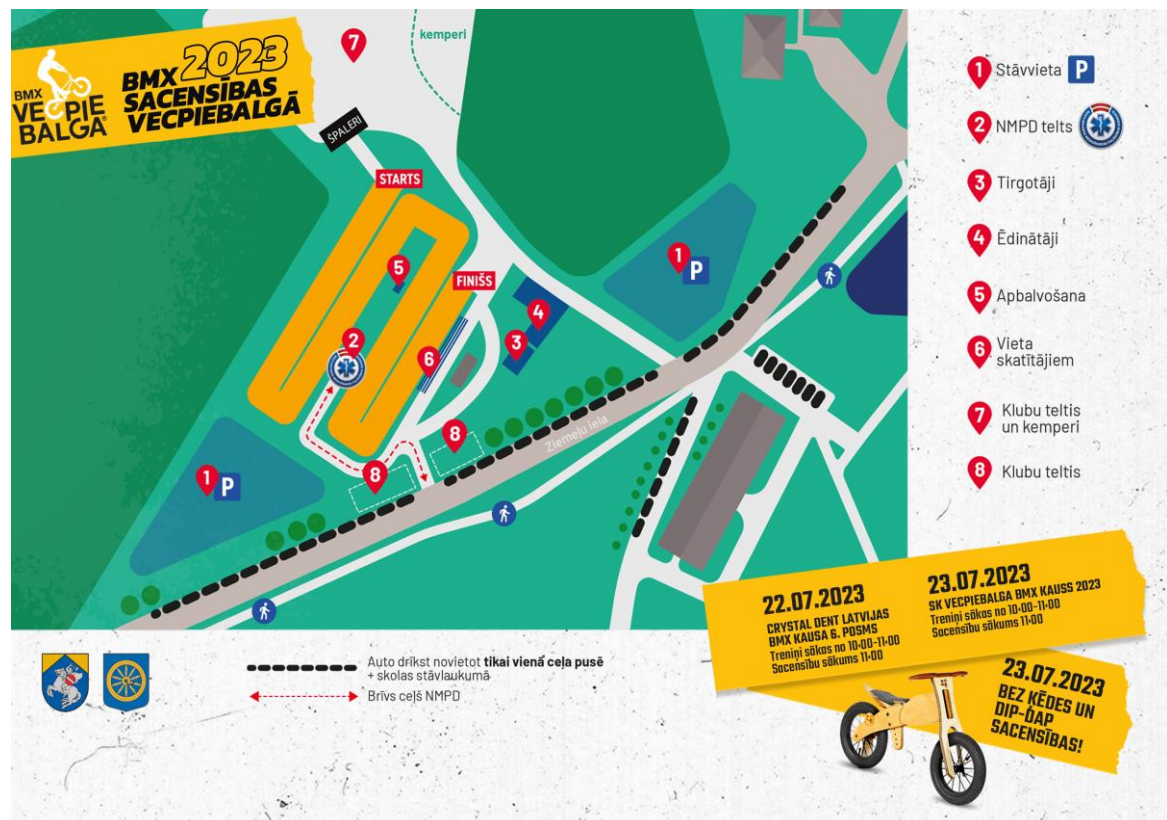 BMX
VECPIE
BALGA
BMX 2023
SACENSĪBAS
VECPIEBALGĀ
7
kemperi
ŠPALERI
STARTS
5
FINIŠS
4
3
2
6
1
P
8
8
1
P
Ziemeļu iela
1 Stāvvieta P
2 NMPD telts
3 Tirgotāji
4 Ēdinātāji
5 Apbalvošana
6 Vieta
skatītājiem
7 Klubu teltis
un kemperi
8 Klubu teltis
Auto drīkst novietot tikai vienā ceļa pusē
+ skolas stāvlaukumā
Brīvs ceļš NMPD
22.07.2023
CRYSTAL DENT LATVIJAS
BMX KAUSA 6. POSMS
Treniņi sākas no 10:00-11:00
Sacensību sākums 11:00
23.07.2023
SK VECPIEBALGA BMX KAUSS 2023
Treniņi sākas no 10:00-11:00
Sacensību sākums 11:00
23.07.2023
BEZ ĶĒDES UN
DIP-DAP
SACENSĪBAS!